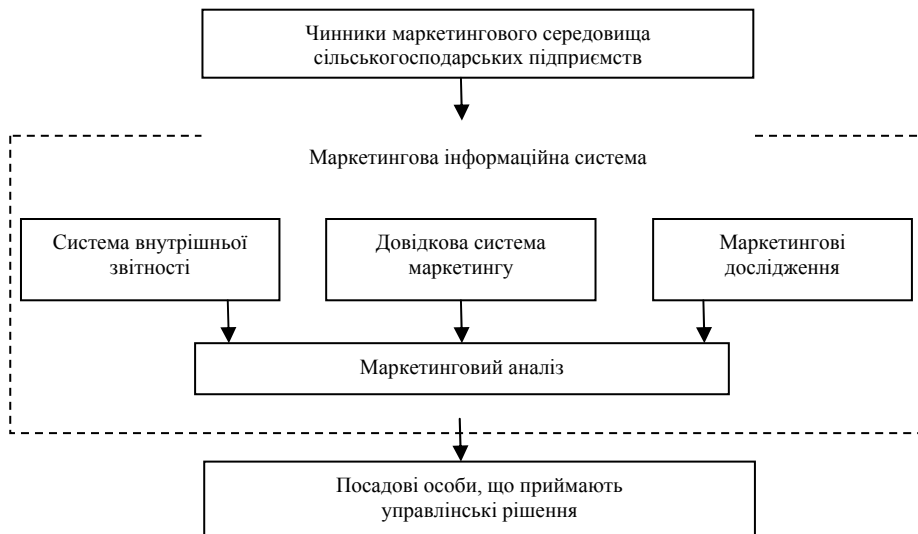 Чинники маркетингового середовища
сільськогосподарських підприємств
Маркетингова інформаційна система
Система внутрішньої
звітності
Довідкова система
маркетингу
Маркетингові
дослідження
Маркетинговий аналіз
Посадові особи, що приймають
управлінські рішення